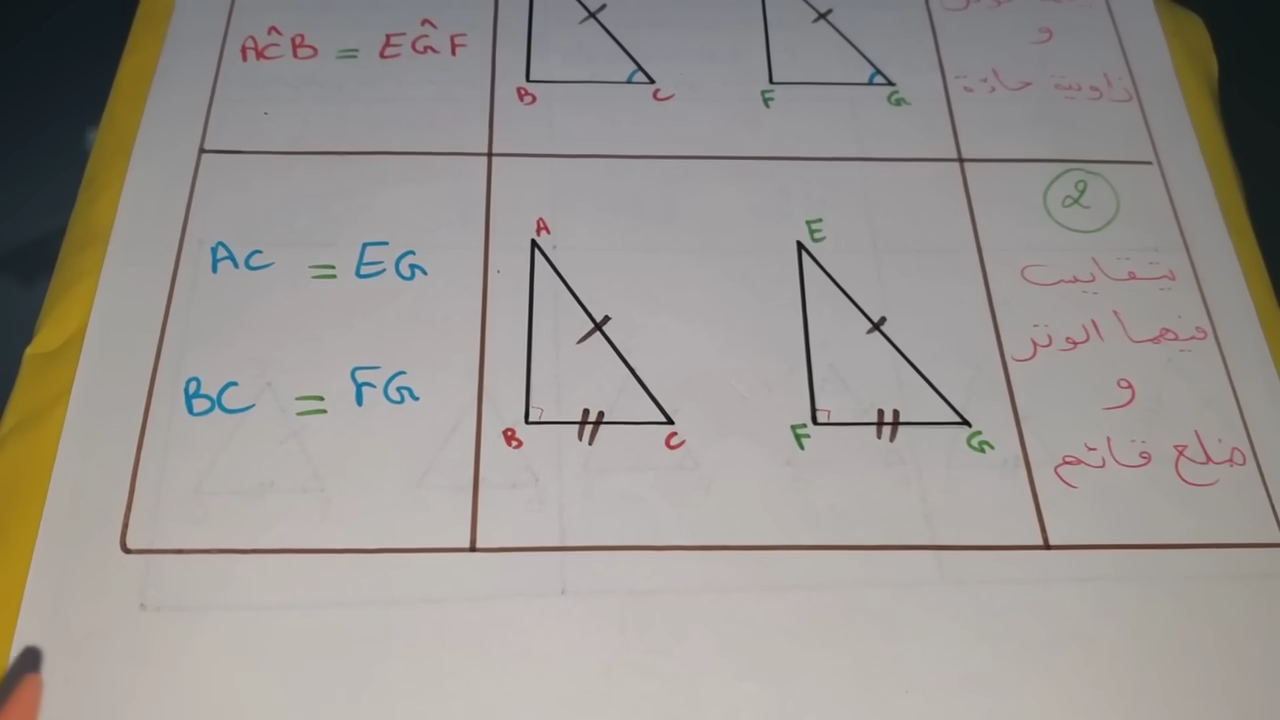 و
زاوية حادة
AĈB = EĜF
B
C
F
G
2
يتقايس
فيهما الوتر
و
ضلع قائم
A
B
C
E
F
G
AC = EG
BC = FG